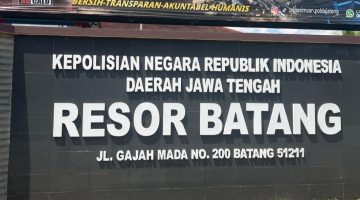 BERSIH-TRANSPARAN-AKUNTABEL HUMANIS
KEPOLISIAN NEGARA REPUBLIK INDONESIA
DAERAH JAWA TENGAH
RESOR BATANG
JL. GAJAH MADA NO. 200 BATANG 51211